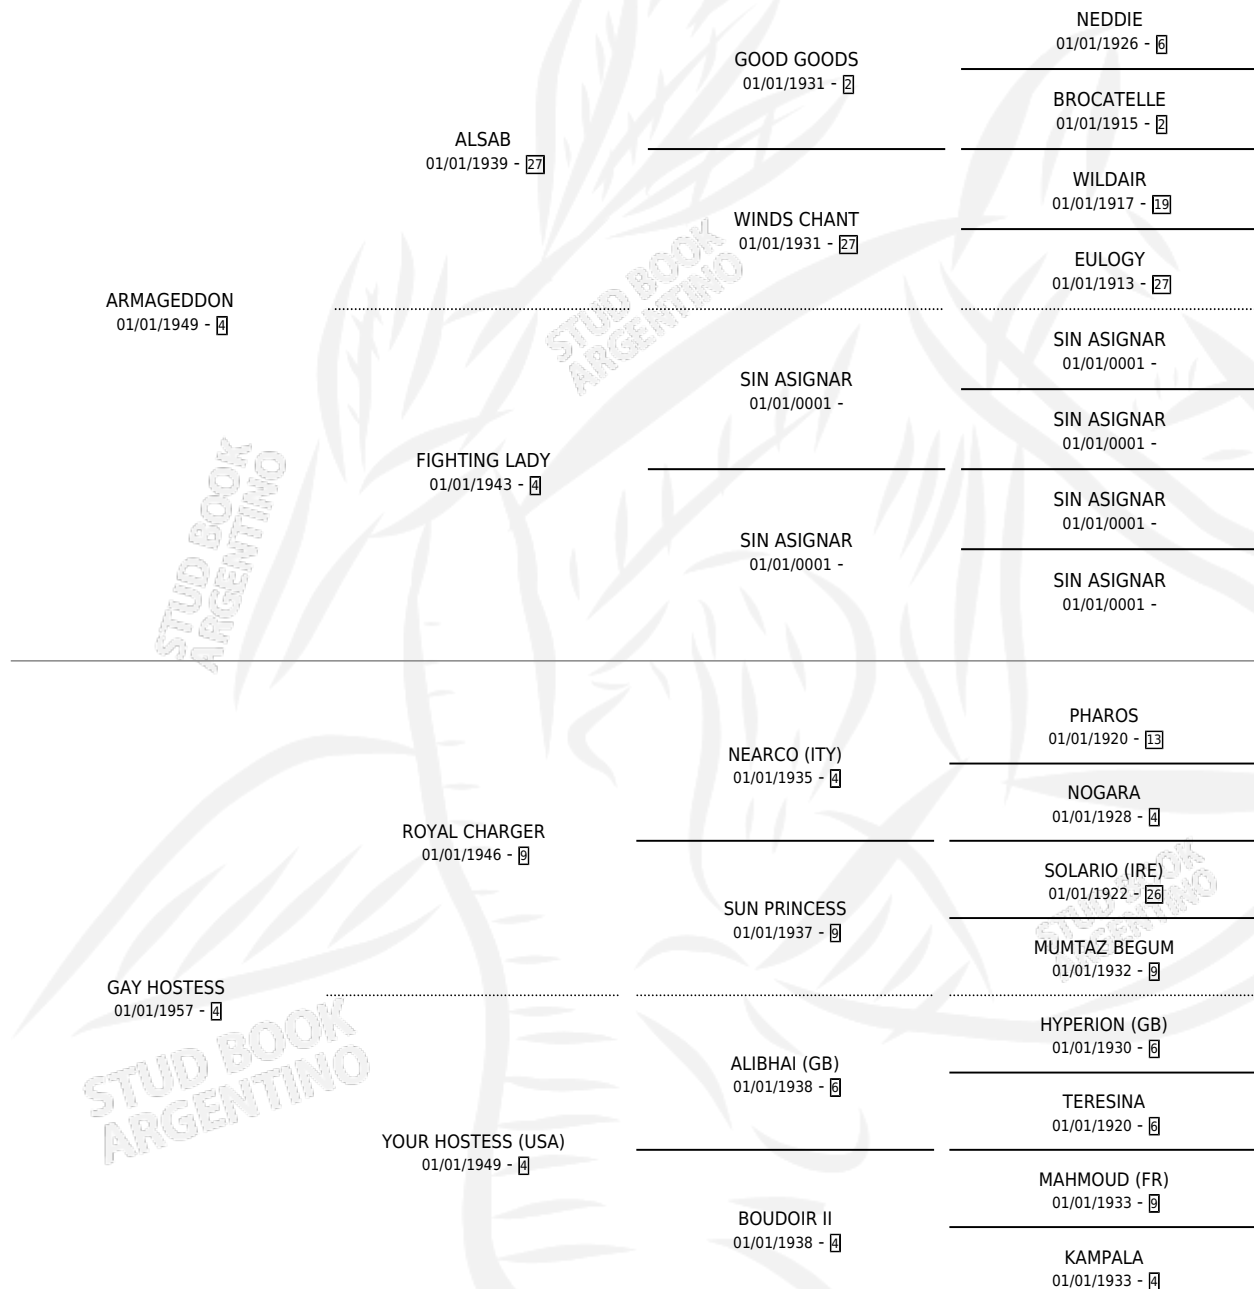 NEDDIE
01/01/1926 - 6
GOOD GOODS
01/01/1931 - 2
BROCATELLE
01/01/1915 - 2
ALSAB
01/01/1939 - 27
WILDAIR
01/01/1917 - 19
WINDS CHANT
01/01/1931 - 27
EULOGY
01/01/1913 - 27
ARMAGEDDON
01/01/1949 - 4
SIN ASIGNAR
01/01/0001 -
SIN ASIGNAR
01/01/0001 -
SIN ASIGNAR
01/01/0001 -
FIGHTING LADY
01/01/1943 - 4
SIN ASIGNAR
01/01/0001 -
SIN ASIGNAR
01/01/0001 -
SIN ASIGNAR
01/01/0001 -
STUD BOOK
ARGENTINO
STUD BOOK
ARGENTINO
PHAROS
01/01/1920 - 13
NEARCO (ITY)
01/01/1935 - 4
NOGARA
01/01/1928 - 4
ROYAL CHARGER
01/01/1946 - 9
SOLARIO (IRE)
01/01/1922 - 26
SUN PRINCESS
01/01/1937 - 9
MUMTAZ BEGUM
01/01/1932 - 9
GAY HOSTESS
01/01/1957 - 4
HYPERION (GB)
01/01/1930 - 6
ALIBHAI (GB)
01/01/1938 - 6
TERESINA
01/01/1920 - 6
YOUR HOSTESS (USA)
01/01/1949 - 4
MAHMOUD (FR)
01/01/1933 - 9
BOUDOIR II
01/01/1938 - 4
KAMPALA
01/01/1933 - 4
STUD BOOK
ARGENTINO
STUD BOOK
ARGENTINO